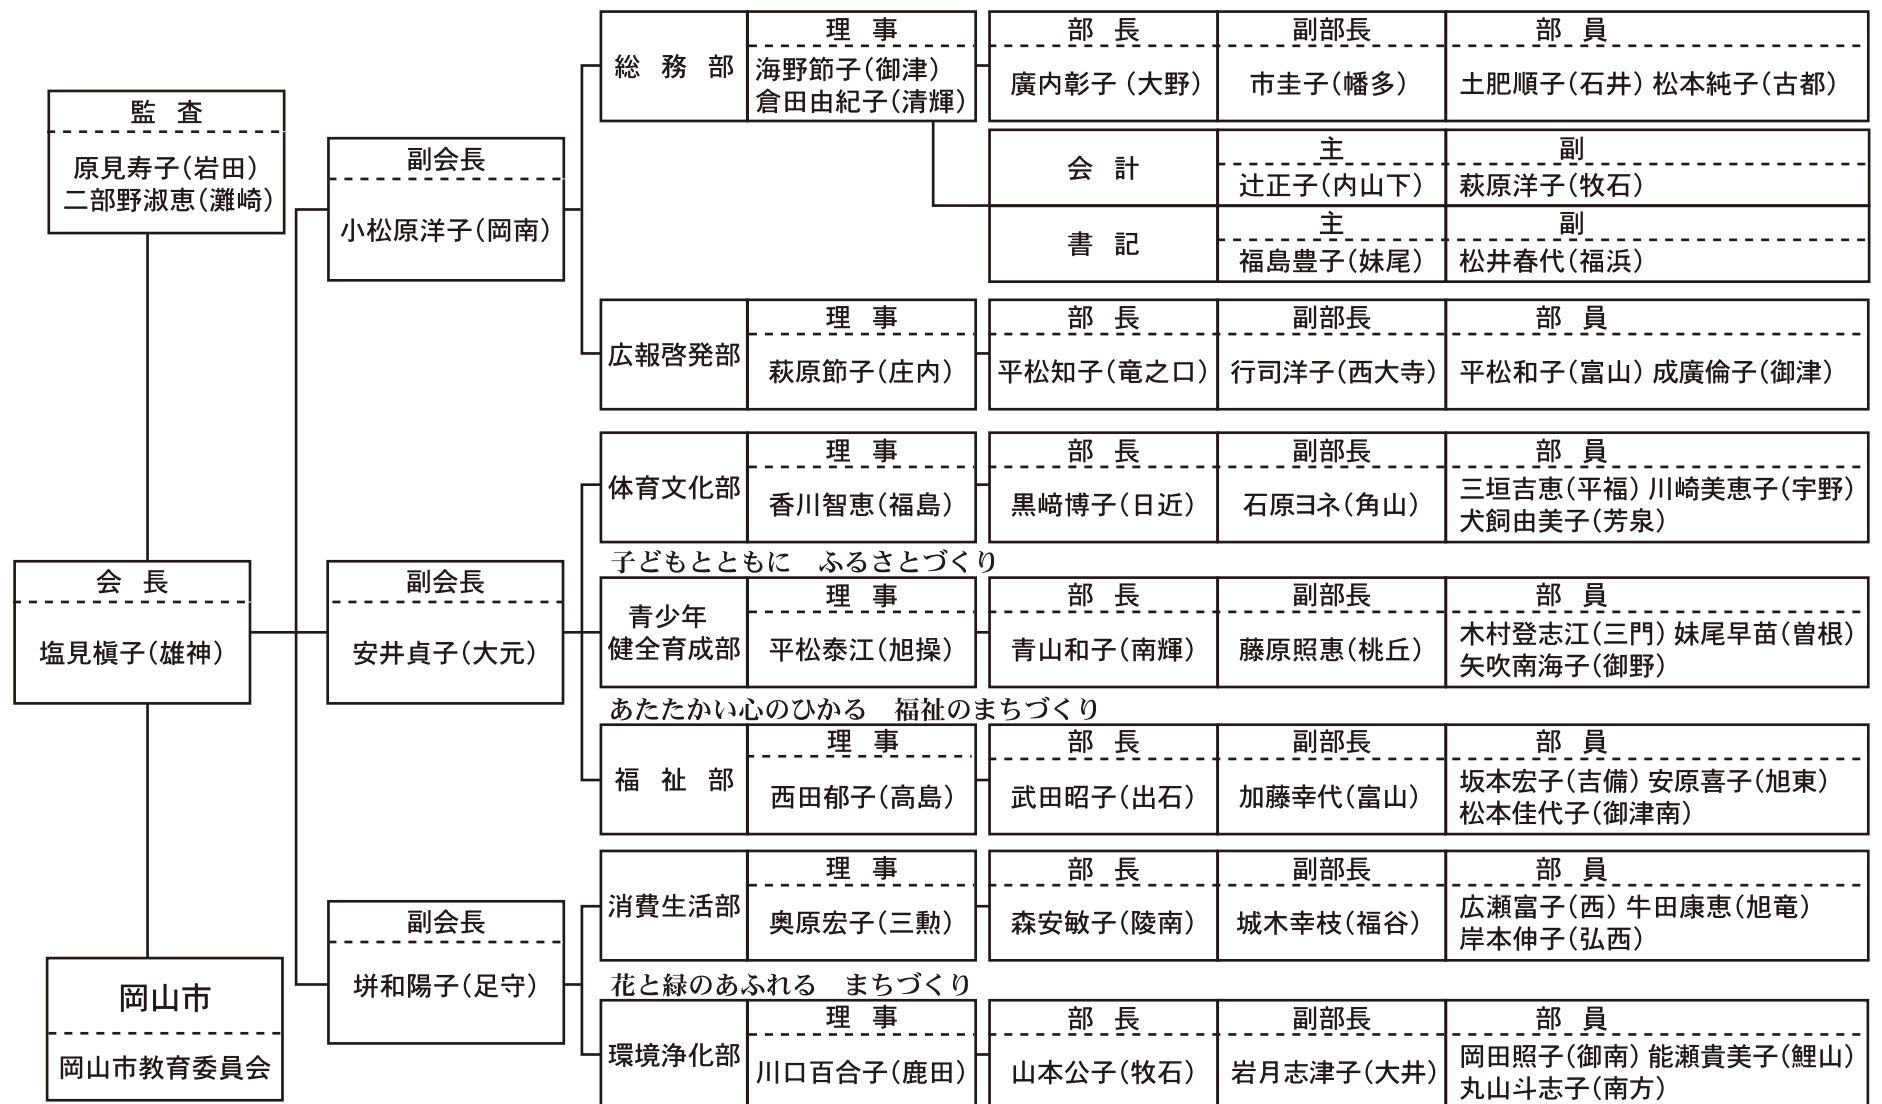 監 査
原見寿子（岩田）
二部野淑恵（灘崎）
会 長
塩見槇子（雄神）
岡山市
岡山市教育委員会
副会長
小松原洋子（岡南）
総 務 部
理 事
海野節子（御津）
倉田由紀子（清輝）
部 長
廣内彰子（大野）
副部長
市圭子（幡多）
部 員
土肥順子（石井） 松本純子（古都）
会 計
主
辻正子（内山下）
副
萩原洋子（牧石）
書 記
主
福島豊子（妹尾）
副
松井春代（福浜）
広報啓発部
理 事
萩原節子（庄内）
部 長
平松知子（竜之口）
副部長
行司洋子（西大寺）
部 員
平松和子（富山） 成廣倫子（御津）
副会長
安井貞子（大元）
体育文化部
理 事
香川智恵（福島）
部 長
黒﨑博子（日近）
副部長
石原ヨネ（角山）
部 員
三垣吉恵（平福） 川崎美恵子（宇野）
犬飼由美子（芳泉）
子どもとともに　ふるさとづくり
青少年
健全育成部
理 事
平松泰江（旭操）
部 長
青山和子（南輝）
副部長
藤原照惠（桃丘）
部 員
木村登志江（三門） 妹尾早苗（曽根）
矢吹南海子（御野）
あたたかい心のひかる　福祉のまちづくり
福 祉 部
理 事
西田郁子（高島）
部 長
武田昭子（出石）
副部長
加藤幸代（富山）
部 員
坂本宏子（吉備） 安原喜子（旭東）
松本佳代子（御津南）
副会長
垪和陽子（足守）
消費生活部
理 事
奥原宏子（三勲）
部 長
森安敏子（陵南）
副部長
城木幸枝（福谷）
部 員
広瀬富子（西） 牛田康恵（旭竜）
岸本伸子（弘西）
花と緑のあふれる　まちづくり
環境浄化部
理 事
川口百合子（鹿田）
部 長
山本公子（牧石）
副部長
岩月志津子（大井）
部 員
岡田照子（御南） 能瀬貴美子（鯉山）
丸山斗志子（南方）